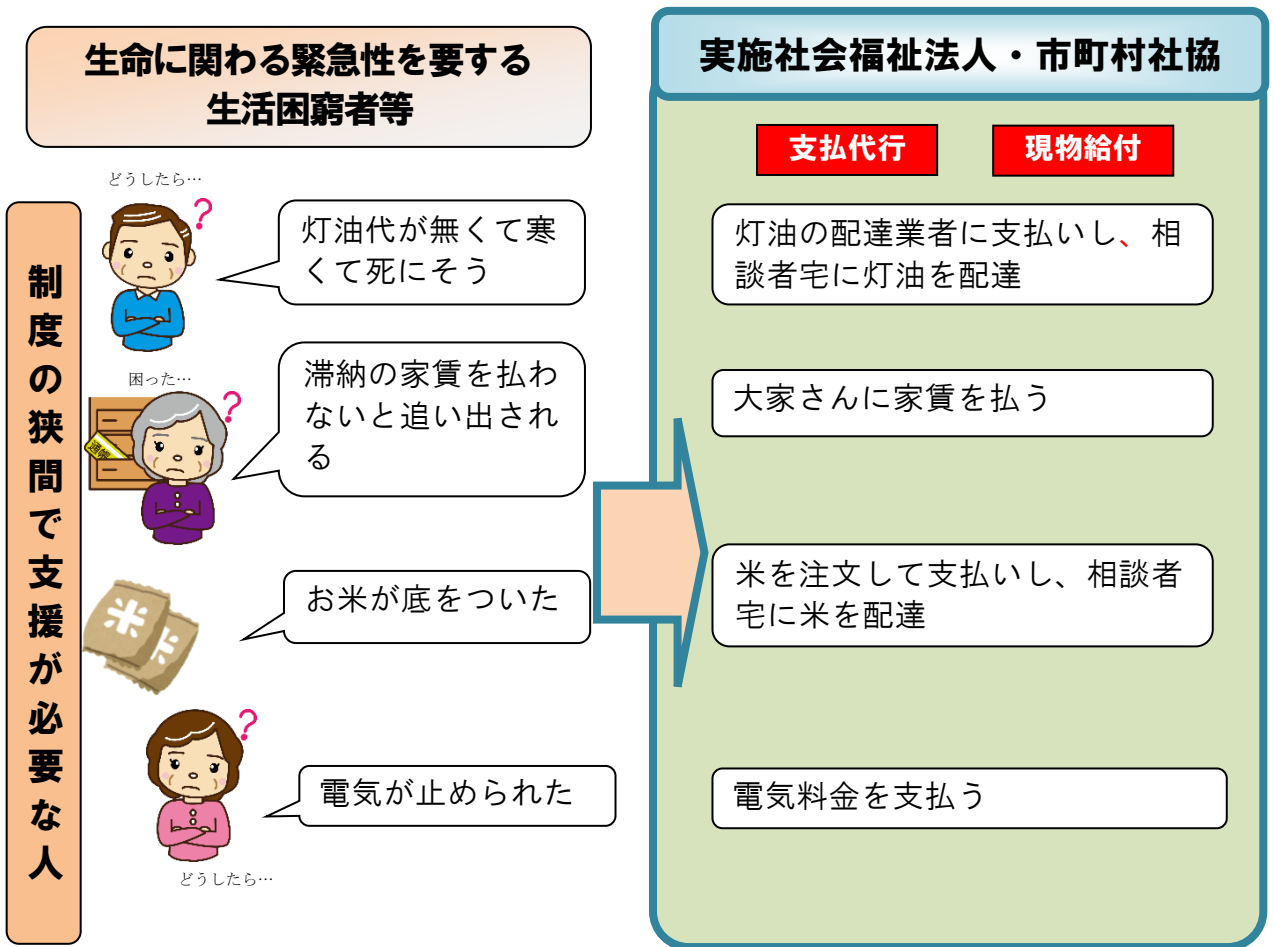 生命に関わる緊急性を要する
生活困窮者等
実施社会福祉法人・市町村社協
支払代行
現物給付
制度の狭間で支援が必要な人
どうしたら…
?
灯油代が無くて寒
くて死にそう
灯油の配達業者に支払いし、相
談者宅に灯油を配達
困った…
?
通帳
滞納の家賃を払わ
ないと追い出され
る
大家さんに家賃を払う
米
お米が底をついた
米を注文して支払いし、相談者
宅に米を配達
?
電気が止められた
どうしたら…
電気料金を支払う